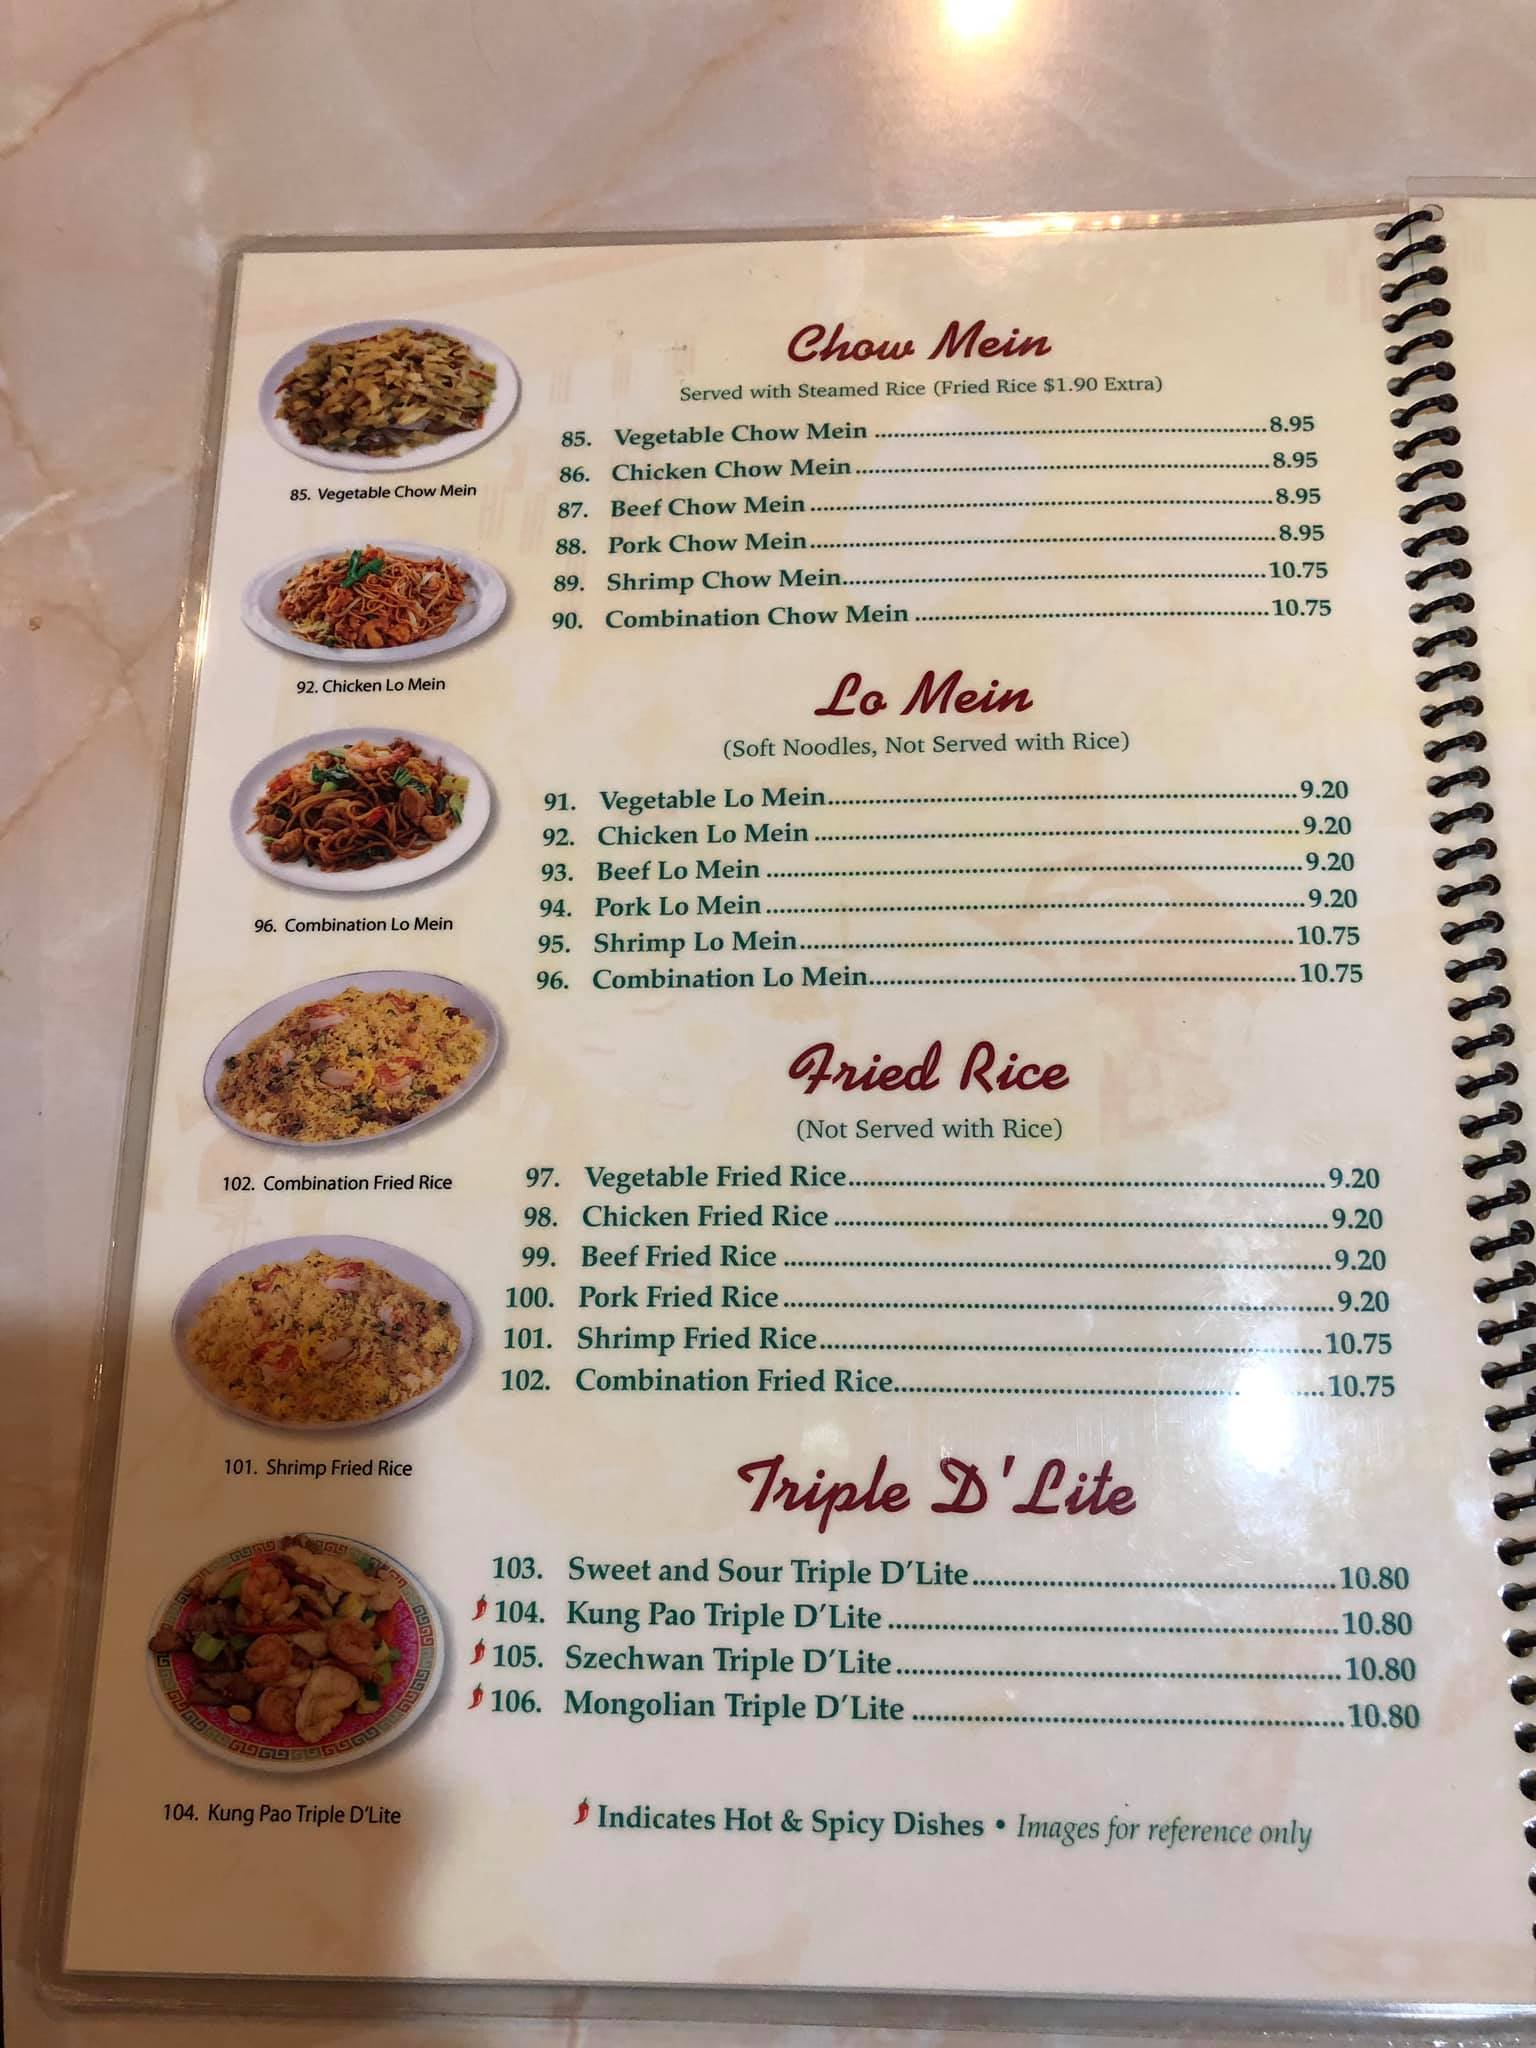 Chow Mein
Served with Steamed Rice (Fried Rice $1.90 Extra)
85. Vegetable Chow Mein ........ 8.95
86. Chicken Chow Mein ........ 8.95
87. Beef Chow Mein ........ 8.95
88. Pork Chow Mein ........ 8.95
89. Shrimp Chow Mein ........ 10.75
90. Combination Chow Mein ........ 10.75
Lo Mein
(Soft Noodles, Not Served with Rice)
91. Vegetable Lo Mein ........ 9.20
92. Chicken Lo Mein ........ 9.20
93. Beef Lo Mein ........ 9.20
94. Pork Lo Mein ........ 9.20
95. Shrimp Lo Mein ........ 10.75
96. Combination Lo Mein ........ 10.75
Fried Rice
(Not Served with Rice)
97. Vegetable Fried Rice ........ 9.20
98. Chicken Fried Rice ........ 9.20
99. Beef Fried Rice ........ 9.20
100. Pork Fried Rice ........ 9.20
101. Shrimp Fried Rice ........ 10.75
102. Combination Fried Rice ........ 10.75
Triple D'Lite
103. Sweet and Sour Triple D'Lite ........ 10.80
104. Kung Pao Triple D'Lite ........ 10.80
105. Szechwan Triple D'Lite ........ 10.80
106. Mongolian Triple D'Lite ........ 10.80
Indicates Hot & Spicy Dishes • Images for reference only
85. Vegetable Chow Mein
92. Chicken Lo Mein
96. Combination Lo Mein
102. Combination Fried Rice
101. Shrimp Fried Rice
104. Kung Pao Triple D'Lite